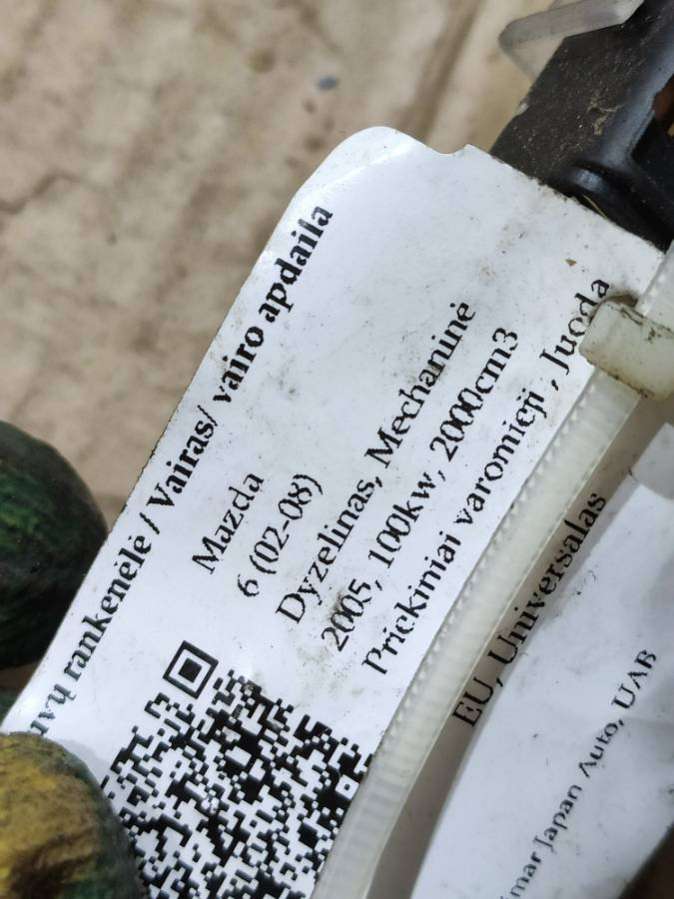 rankenėlė / Vairas/ vairo apdaila
Mazda
6 (02-08)
Dyzelinas, Mechaninė
2005, 100kw, 2000cm3
Priekiniai varomieji , Juoda
EU, Universalas
Japan Auto, UAB